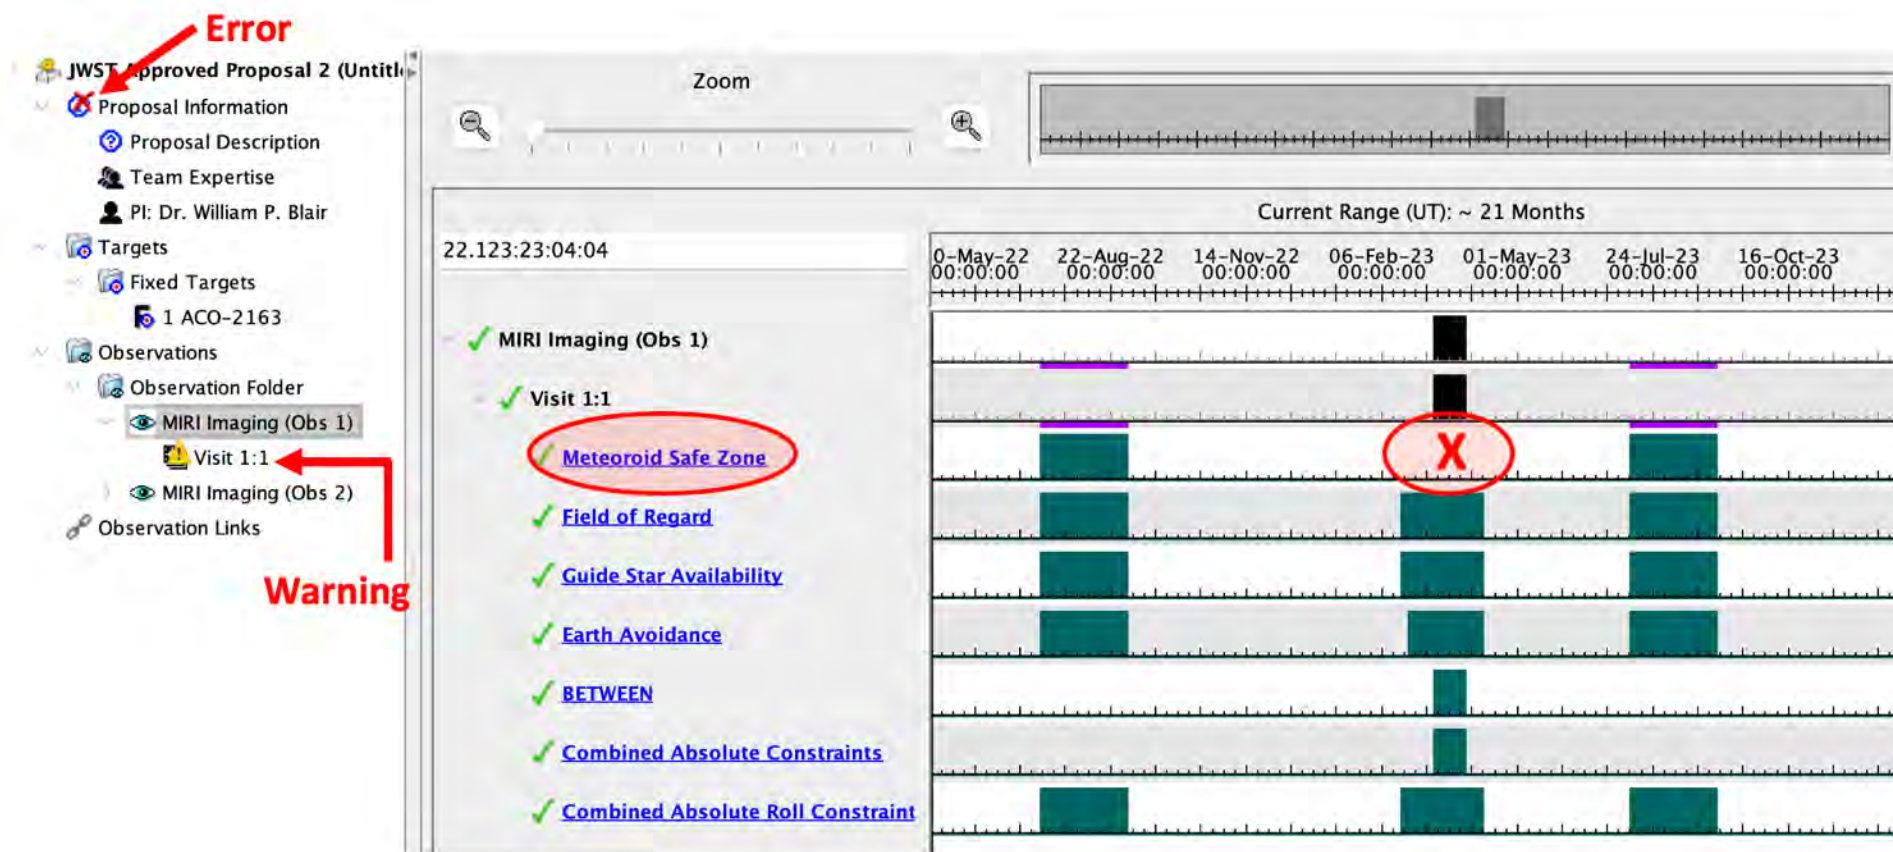 Error
JWST Approved Proposal 2 (Untitl
Proposal Information
Proposal Description
Team Expertise
PI: Dr. William P. Blair
Targets
Fixed Targets
1 ACO-2163
Observations
Observation Folder
MIRI Imaging (Obs 1)
Visit 1:1
MIRI Imaging (Obs 2)
Observation Links
Warning
Zoom
Current Range (UT): ~ 21 Months
22.123:23:04:04
0-May-22 22-Aug-22 14-Nov-22 06-Feb-23 01-May-23 24-Jul-23 16-Oct-23
00:00:00 00:00:00 00:00:00 00:00:00 00:00:00 00:00:00 00:00:00
MIRI Imaging (Obs 1)
Visit 1:1
Meteoroid Safe Zone
X
Field of Regard
Guide Star Availability
Earth Avoidance
BETWEEN
Combined Absolute Constraints
Combined Absolute Roll Constraint